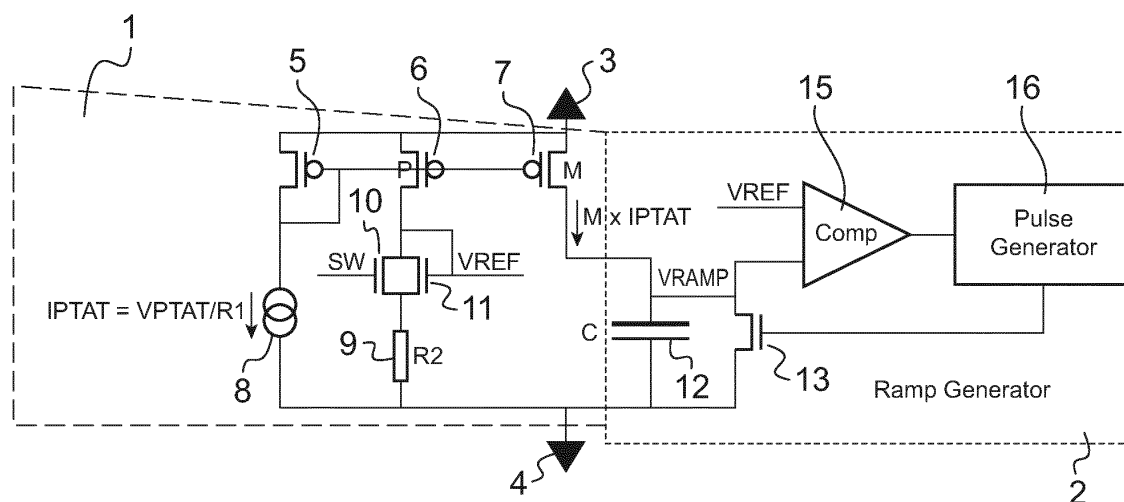 1
5
6
7
3
15
16
P
M
10
M x IPTAT
VREF
Comp
Pulse
Generator
SW
VREF
VRAMP
11
IPTAT = VPTAT/R1
8
9
R2
C
12
13
Ramp Generator
4
2